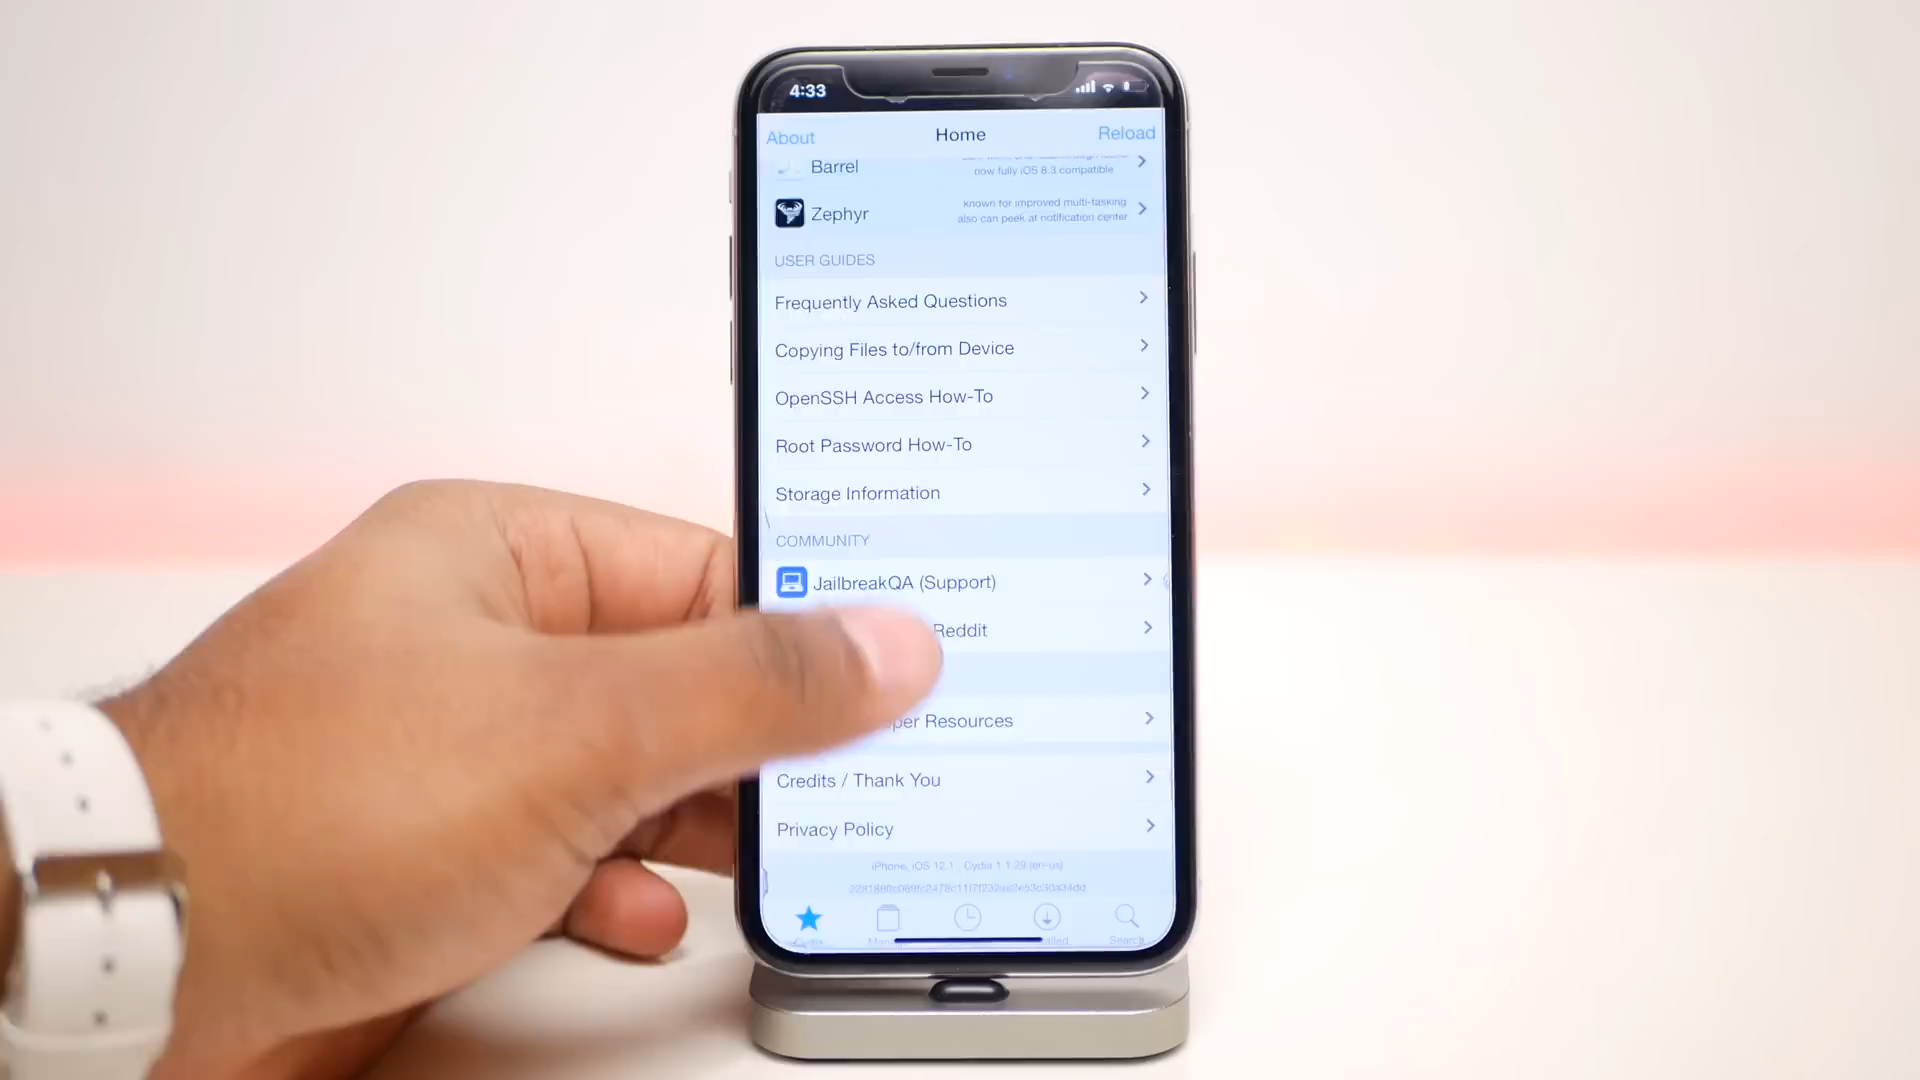 4:33
About Home Reload
Barrel
now fully iOS 8.3 compatible
Zephyr
known for improved multi-tasking
also can peek at notification center
USER GUIDES
Frequently Asked Questions
Copying Files to/from Device
OpenSSH Access How-To
Root Password How-To
Storage Information
COMMUNITY
JailbreakQA (Support)
Reddit
per Resources
Credits / Thank You
Privacy Policy
iPhone, iOS 12.1 - Cydia 1.1.29 (en-us)
Search